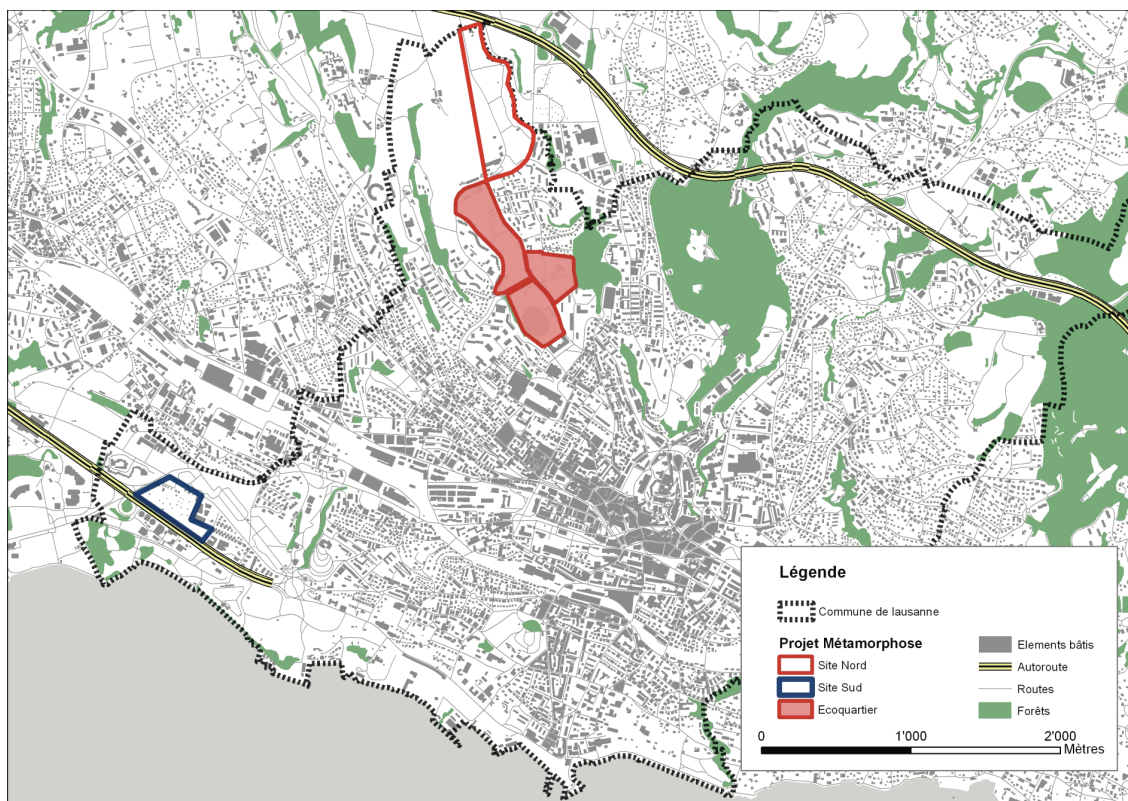 Légende
Commune de lausanne
Projet Métamorphose
Site Nord
Site Sud
Ecoquartier
Elements bâtis
Autoroute
Routes
Forêts
0 1'000 2'000
Mètres